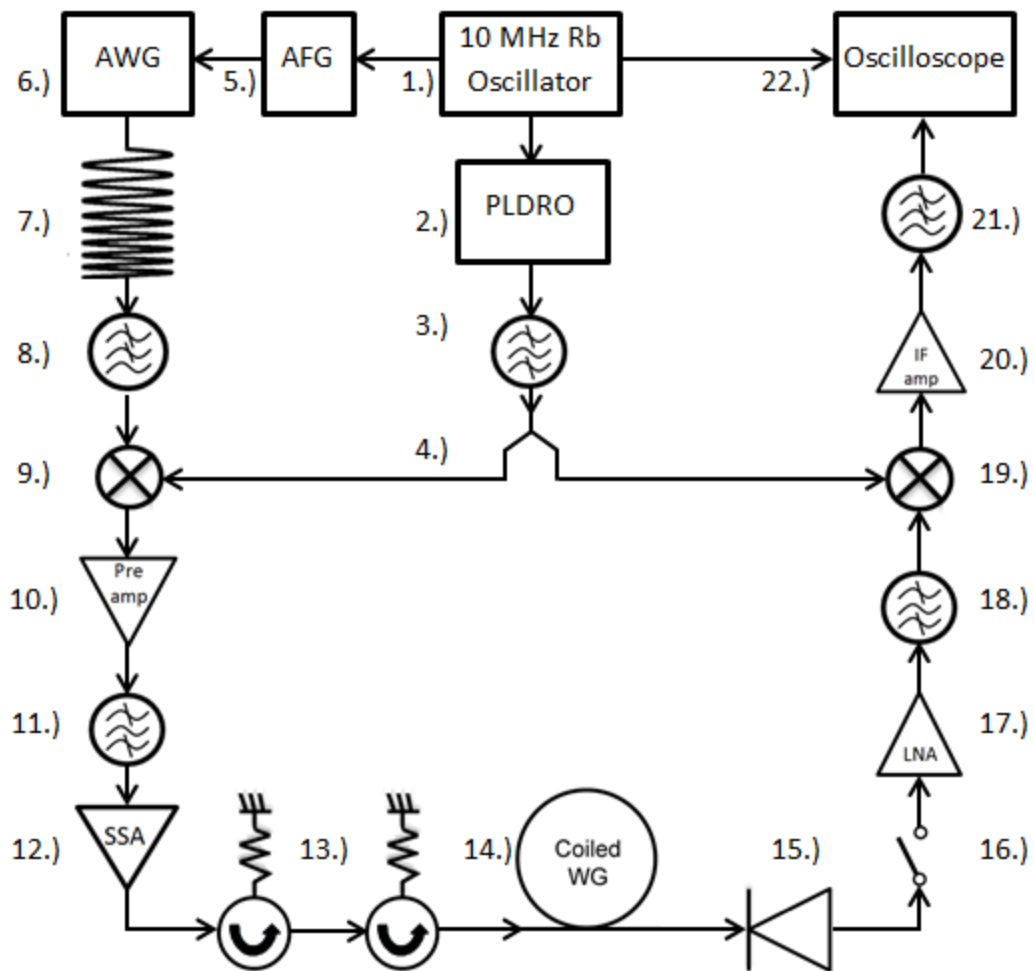 AWG
AFG
10 MHz Rb
Oscillator
Oscilloscope
6.)
5.)
1.)
22.)
PLDRO
7.)
2.)
21.)
3.)
8.)
IF
amp
20.)
4.)
9.)
19.)
Pre
amp
10.)
18.)
11.)
17.)
LNA
SSA
12.)
13.)
14.)
Coiled
WG
15.)
16.)